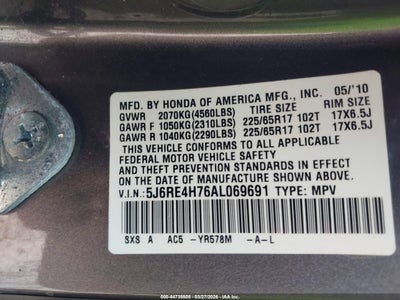 MFD. BY HONDA OF AMERICA MFG., INC. 05/'10
GVWR 2070KG(4560LBS) TIRE SIZE RIM SIZE
GAWR F 1050KG(2310LBS) 225/65R17 102T 17X6.5J
GAWR R 1040KG(2290LBS) 225/65R17 102T 17X6.5J
THIS VEHICLE CONFORMS TO ALL APPLICABLE
FEDERAL MOTOR VEHICLE SAFETY
AND THEFT PREVENTION STANDARDS IN EFFECT
ON THE DATE OF MANUFACTURE SHOWN ABOVE.
V.I.N.: 5J6RE4H76AL069691 TYPE: MPV
SXS A AC5 -YR578M -A-L